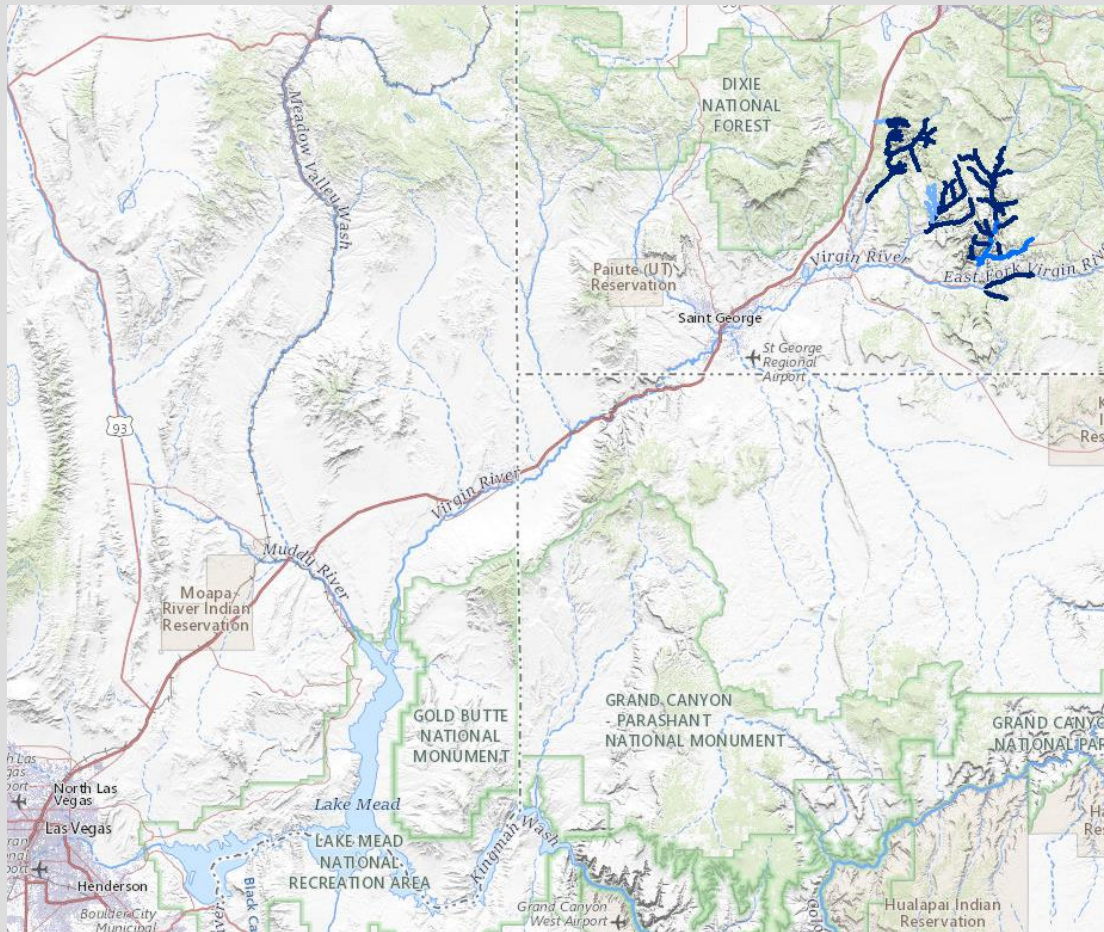 DIXIE
NATIONAL
FOREST
Meadow Valley Wash
Virgin River
East Fork Virgin
Paiute (UT)
Reservation
Saint George
St George
Regional
Airport
93
Virgin River
Muddy River
Moapa
River Indian
Reservation
GOLD BUTTE
NATIONAL
MONUMENT
GRAND CANYON
- PARASHANT
NATIONAL MONUMENT
GRAND CANYO
NATIONAL PAR
North Las
Vegas
Las Vegas
Lake Mead
LAKE MEAD
NATIONAL
RECREATION AREA
Kingman Wash
Henderson
Black Ca
Boulder City
Municipal
Grand Canyon
West Airport
Hualapai Indian
Reservation